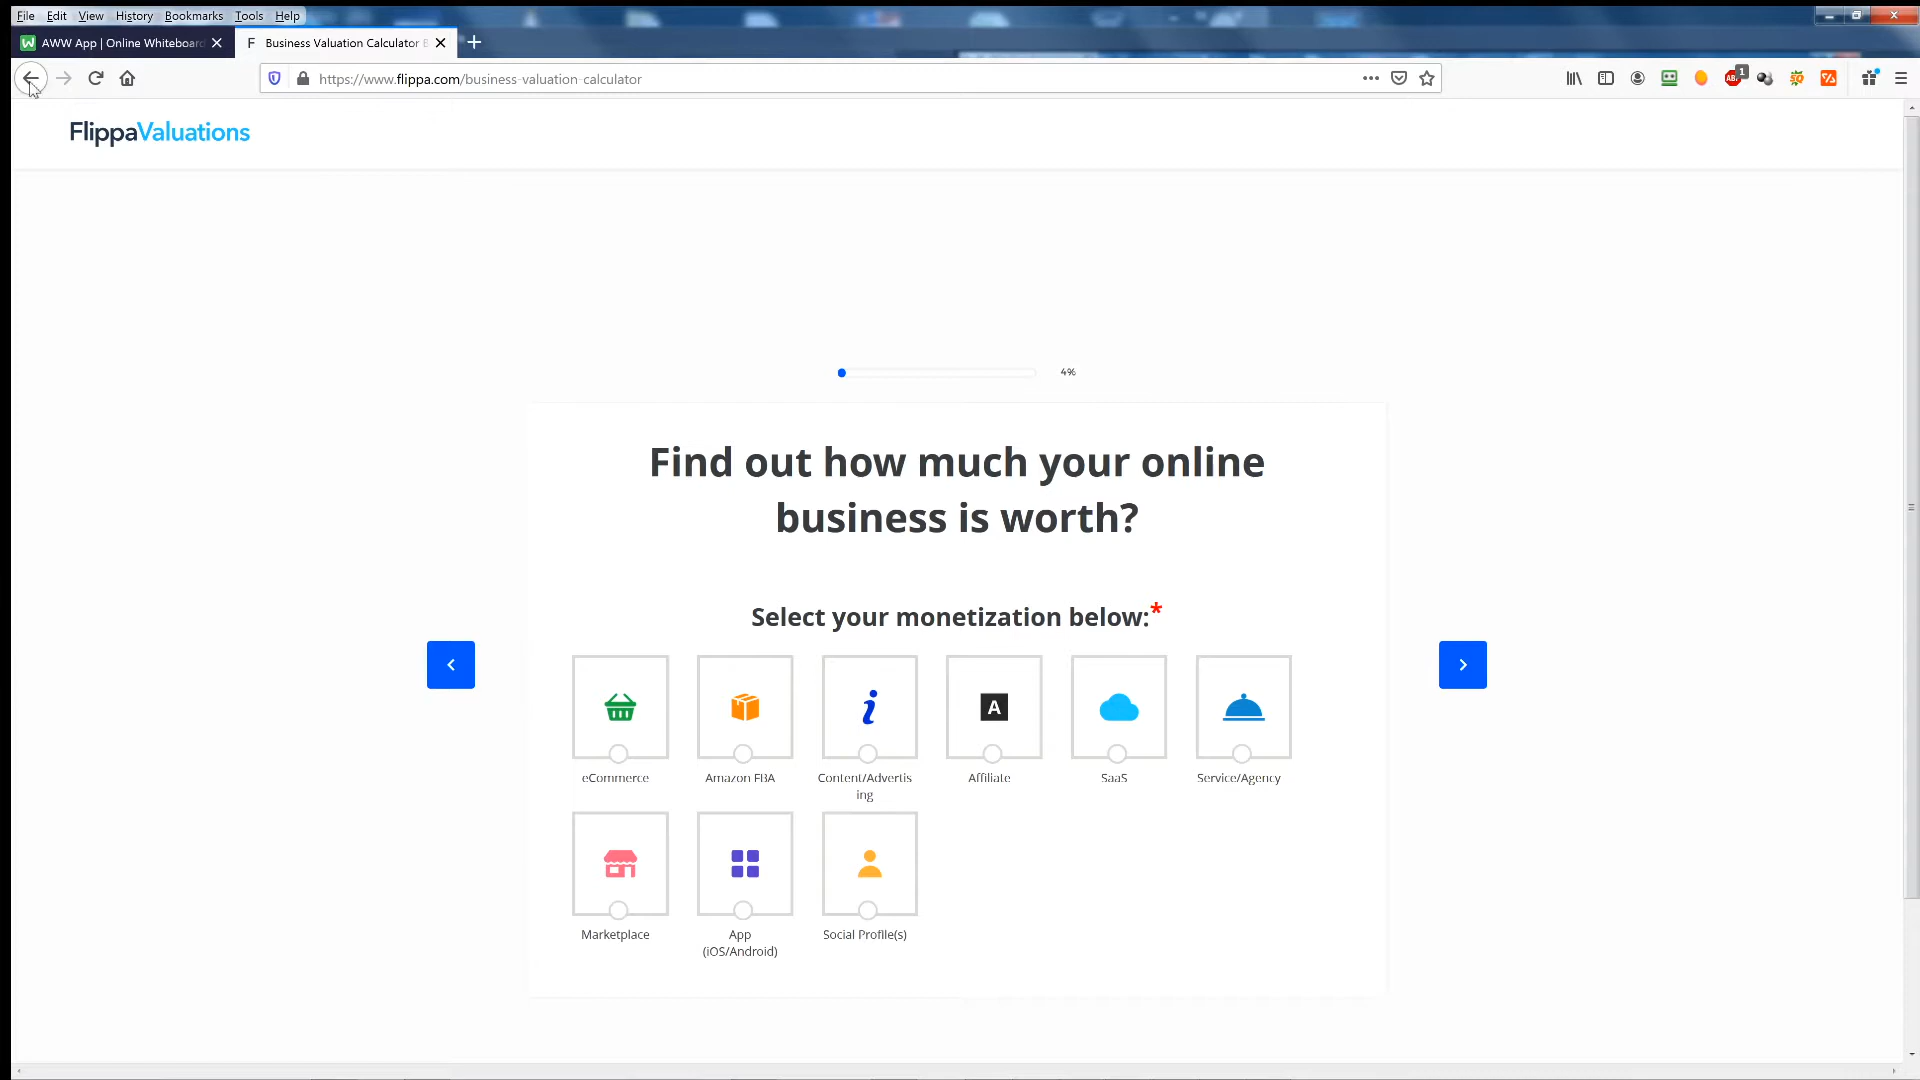 File Edit View History Bookmarks Tools Help
AWW App | Online Whiteboard
Business Valuation Calculator
https://www.flippa.com/business-valuation-calculator
ABP 1
FlippaValuations
4%
Find out how much your online
business is worth?
Select your monetization below:*
A
eCommerce Amazon FBA Content/Advertis Affiliate SaaS Service/Agency
ing
Marketplace App Social Profile(s)
(iOS/Android)